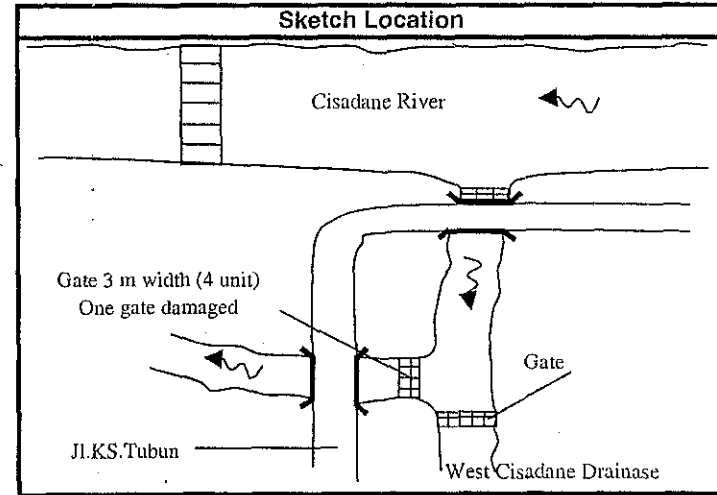 Sketch Location
Cisadane River
Gate 3 m width (4 unit)
One gate damaged
Gate
Jl.KS.Tubun
West Cisadane Drainase